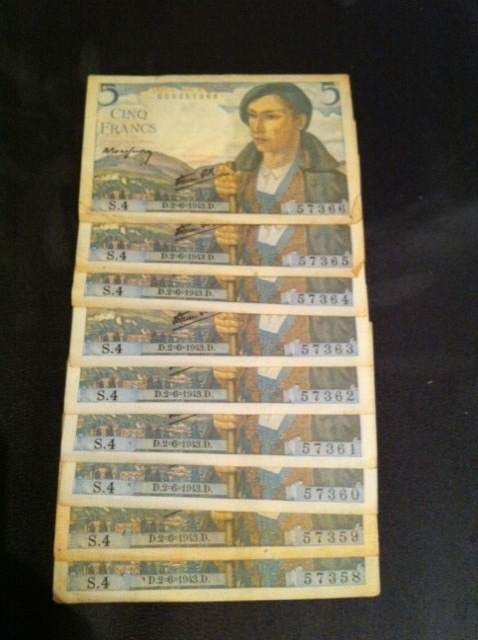 5 5
CINQ
FRANCS
S.4 D.2=6=1943.D. 57366
S.4 D.2=6=1943.D. 57365
S.4 D.2=6=1943.D. 57364
S.4 D.2=6=1943.D. 57363
S.4 D.2=6=1943.D. 57362
S.4 D.2=6=1943.D. 57361
S.4 D.2=6=1943.D. 57360
S.4 D.2=6=1943.D. 57359
S.4 D.2=6=1943.D. 57358